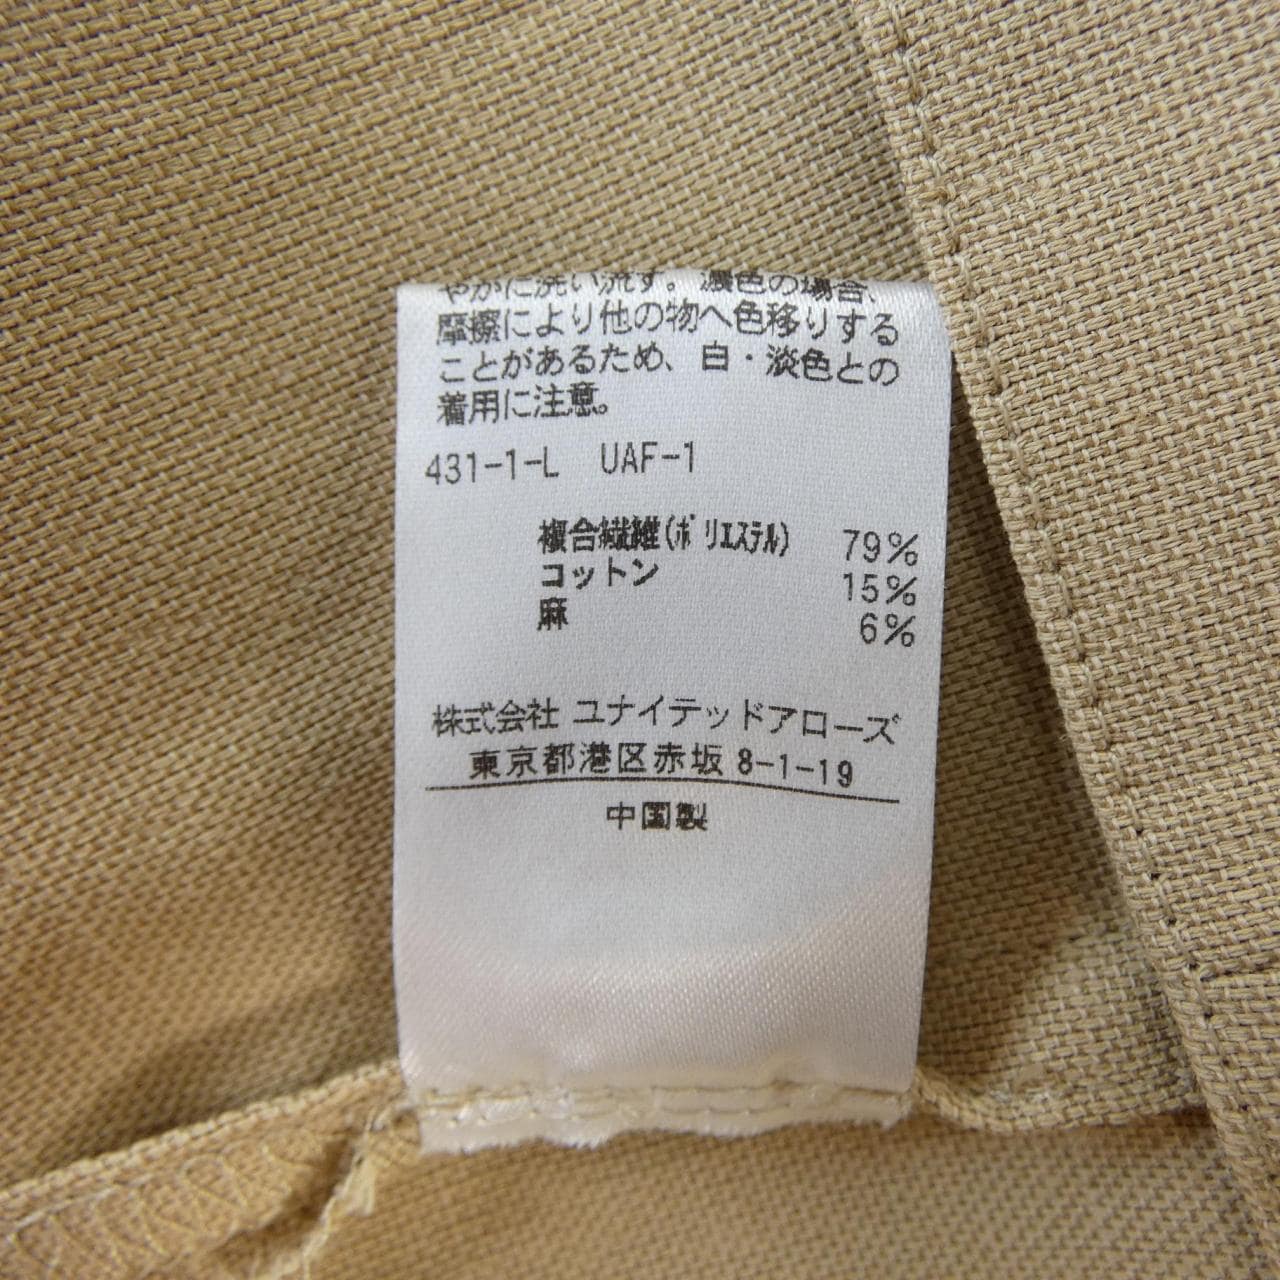 やかに洗い流す。濃色の場合、
摩擦により他の物へ色移りする
ことがあるため、白・淡色との
着用に注意。
431-1-L UAF-1
複合繊維(ポリエステル) 79%
コットン 15%
麻 6%
株式会社 ユナイテッドアローズ
東京都港区赤坂 8-1-19
中国製